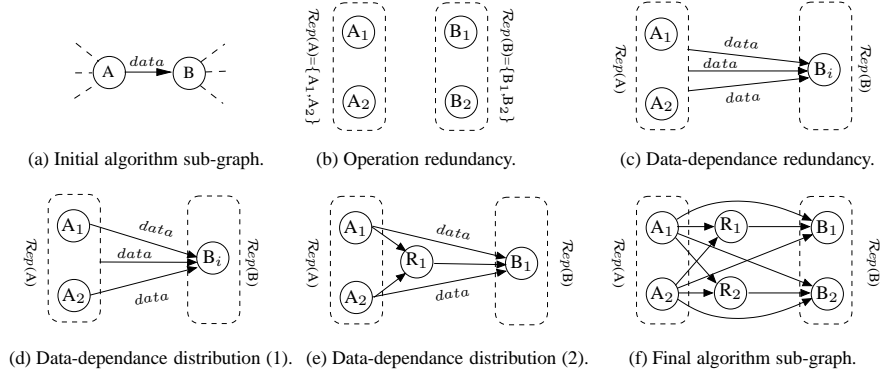 A data B
Rep(A)={A1,A2}
A1
A2
B1
B2
Rep(B)={B1,B2}
Rep(A)
A1
A2
data
data
data
Bi
Rep(B)
(a) Initial algorithm sub-graph.
(b) Operation redundancy.
(c) Data-dependance redundancy.
Rep(A)
A1
A2
data
data
data
Bi
Rep(B)
Rep(A)
A1
A2
R1
data
data
B1
Rep(B)
Rep(A)
A1
A2
R1
R2
B1
B2
Rep(B)
(d) Data-dependance distribution (1).
(e) Data-dependance distribution (2).
(f) Final algorithm sub-graph.